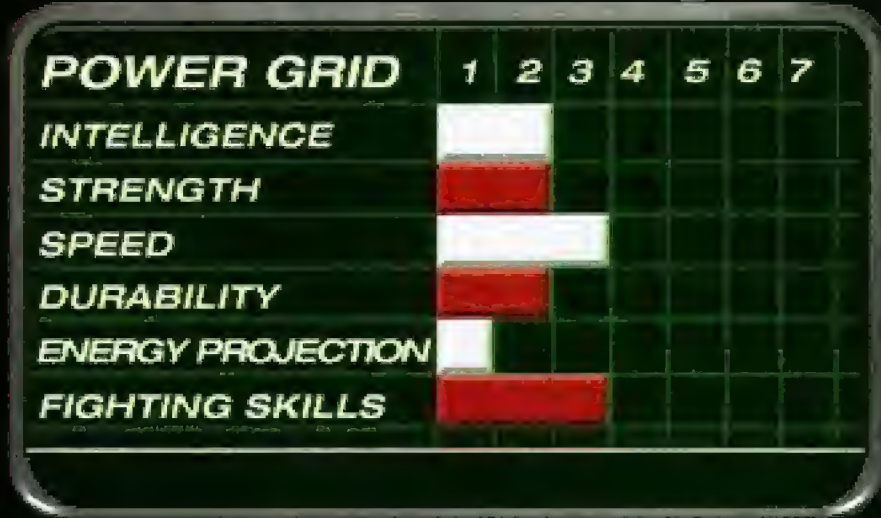 POWER GRID 1 2 3 4 5 6 7
INTELLIGENCE
STRENGTH
SPEED
DURABILITY
ENERGY PROJECTION
FIGHTING SKILLS